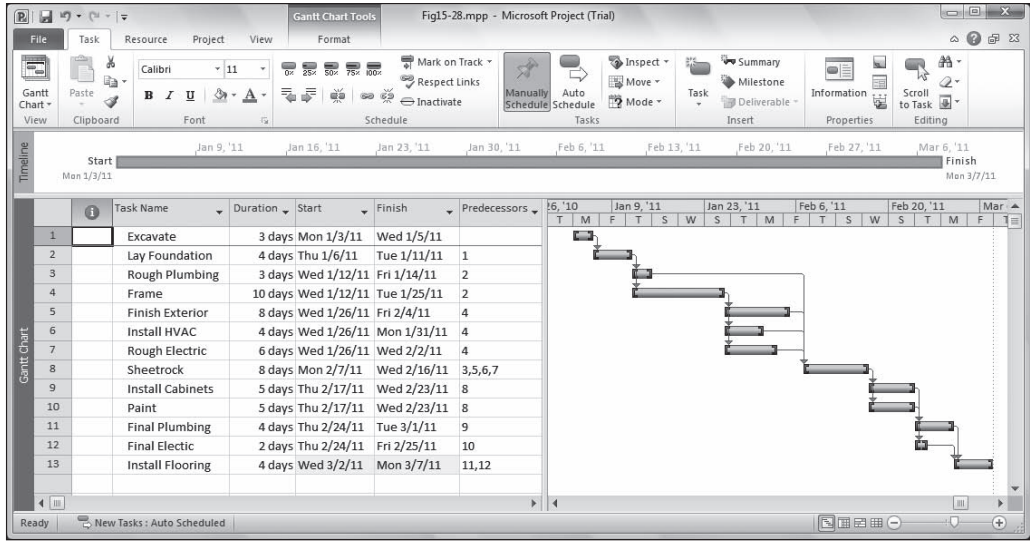 Gantt Chart Tools
Fig15-28.mpp - Microsoft Project (Trial)
File Task Resource Project View Format
Gantt Chart
View
Paste
Clipboard
Calibri 11
B I U A
Font
0× 25× 50× 75× 100×
Mark on Track
Respect Links
Inactivate
Schedule
Manually Schedule
Auto Schedule
Inspect
Move
Mode
Tasks
Task
Summary
Milestone
Deliverable
Insert
Information
Properties
Scroll to Task
Editing
Timeline
Jan 9, '11 Jan 16, '11 Jan 23, '11 Jan 30, '11 Feb 6, '11 Feb 13, '11 Feb 20, '11 Feb 27, '11 Mar 6, '11
Start
Mon 1/3/11
Finish
Mon 3/7/11
Gantt Chart
Task Name Duration Start Finish Predecessors
1 Excavate 3 days Mon 1/3/11 Wed 1/5/11
2 Lay Foundation 4 days Thu 1/6/11 Tue 1/11/11 1
3 Rough Plumbing 3 days Wed 1/12/11 Fri 1/14/11 2
4 Frame 10 days Wed 1/12/11 Tue 1/25/11 2
5 Finish Exterior 8 days Wed 1/26/11 Fri 2/4/11 4
6 Install HVAC 4 days Wed 1/26/11 Mon 1/31/11 4
7 Rough Electric 6 days Wed 1/26/11 Wed 2/2/11 4
8 Sheetrock 8 days Mon 2/7/11 Wed 2/16/11 3,5,6,7
9 Install Cabinets 5 days Thu 2/17/11 Wed 2/23/11 8
10 Paint 5 days Thu 2/17/11 Wed 2/23/11 8
11 Final Plumbing 4 days Thu 2/24/11 Tue 3/1/11 9
12 Final Electic 2 days Thu 2/24/11 Fri 2/25/11 10
13 Install Flooring 4 days Wed 3/2/11 Mon 3/7/11 11,12
26, '10 Jan 9, '11 Jan 23, '11 Feb 6, '11 Feb 20, '11 Mar
T M F T S W S T M F T S W S T M F
Ready New Tasks : Auto Scheduled